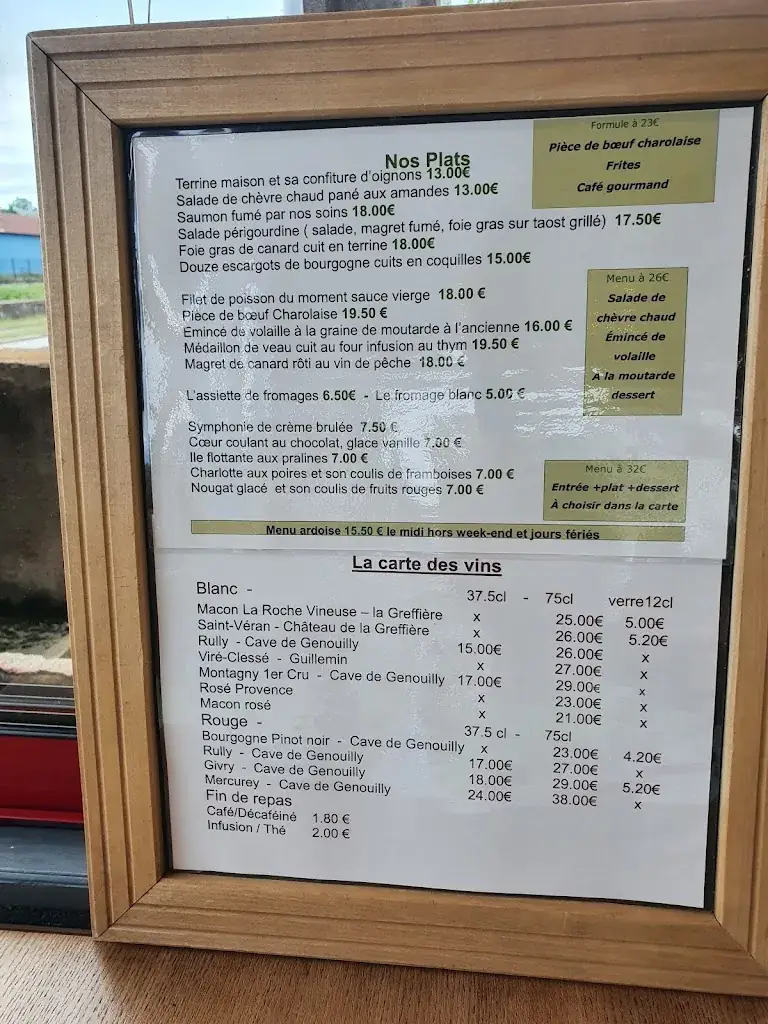 Nos Plats
Terrine maison et sa confiture d'oignons 13.00€
Salade de chèvre chaud pané aux amandes 13.00€
Saumon fumé par nos soins 18.00€
Salade périgourdine ( salade, magret fumé, foie gras sur taost grillé) 17.50€
Foie gras de canard cuit en terrine 18.00€
Douze escargots de bourgogne cuits en coquilles 15.00€
Formule à 23€
Pièce de bœuf charolaise
Frites
Café gourmand
Filet de poisson du moment sauce vierge 18.00 €
Pièce de bœuf Charolaise 19.50 €
Emincé de volaille à la graine de moutarde à l'ancienne 16.00 €
Médaillon de veau cuit au four infusion au thym 19.50 €
Magret de canard rôti au vin de pêche 18.00 €
Menu à 26€
Salade de
chèvre chaud
Émincé de
volaille
A la moutarde
dessert
L'assiette de fromages 6.50€ - Le fromage blanc 5.00 €
Symphonie de crème brulée 7.50 €
Cœur coulant au chocolat, glace vanille 7.00 €
Ile flottante aux pralines 7.00 €
Charlotte aux poires et son coulis de framboises 7.00 €
Nougat glacé et son coulis de fruits rouges 7.00 €
Menu à 32€
Entrée +plat +dessert
À choisir dans la carte
Menu ardoise 15.50 € le midi hors week-end et jours fériés
La carte des vins
Blanc - 37.5cl - 75cl verre12cl
Macon La Roche Vineuse – la Greffière x 25.00€ 5.00€
Saint-Véran - Château de la Greffière x 26.00€ 5.20€
Rully - Cave de Genouilly 15.00€ 26.00€ x
Viré-Clessé - Guillemin x 27.00€ x
Montagny 1er Cru - Cave de Genouilly 17.00€ 29.00€ x
Rosé Provence x 23.00€ x
Macon rosé x 21.00€ x
Rouge - 37.5 cl - 75cl
Bourgogne Pinot noir - Cave de Genouilly x 23.00€ 4.20€
Rully - Cave de Genouilly 17.00€ 27.00€ x
Givry - Cave de Genouilly 18.00€ 29.00€ 5.20€
Mercurey - Cave de Genouilly 24.00€ 38.00€ x
Fin de repas
Café/Décaféiné 1.80 €
Infusion / Thé 2.00 €